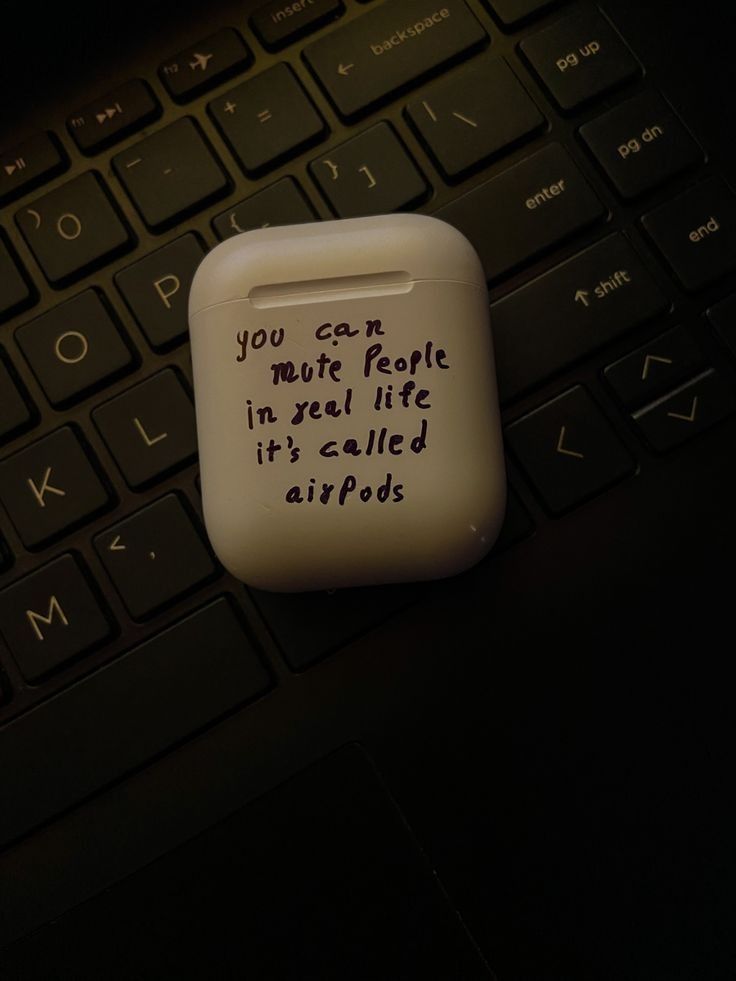 insert
f12
backspace
pg up
f11
+ =
| \
pg dn
_ -
} ]
enter
end
) 0
{
P
shift
O
L
K
< ,
M
you can
mute People
in real life
it's called
airPods